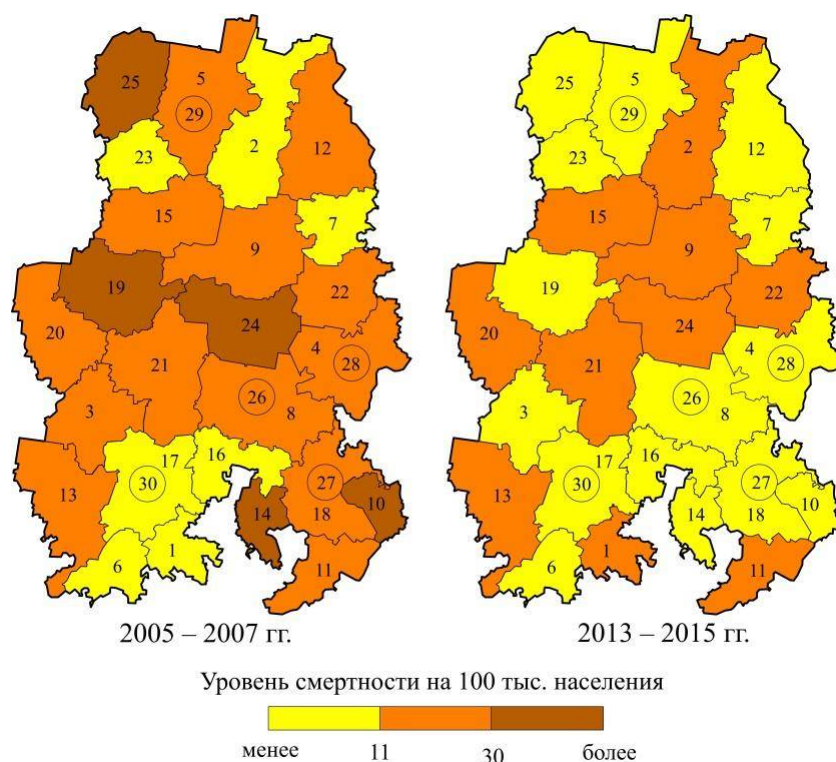 25 5 29 2 12 23 15 7 9 19 22 20 24 4 28 21 26 3 8 17 16 27 13 30 14 10 18 6 1 11
25 5 29 2 12 23 15 7 9 19 22 20 24 4 28 21 26 3 8 17 16 27 13 30 14 10 18 6 1 11
2005 – 2007 гг. 2013 – 2015 гг.
Уровень смертности на 100 тыс. населения
менее 11 30 более